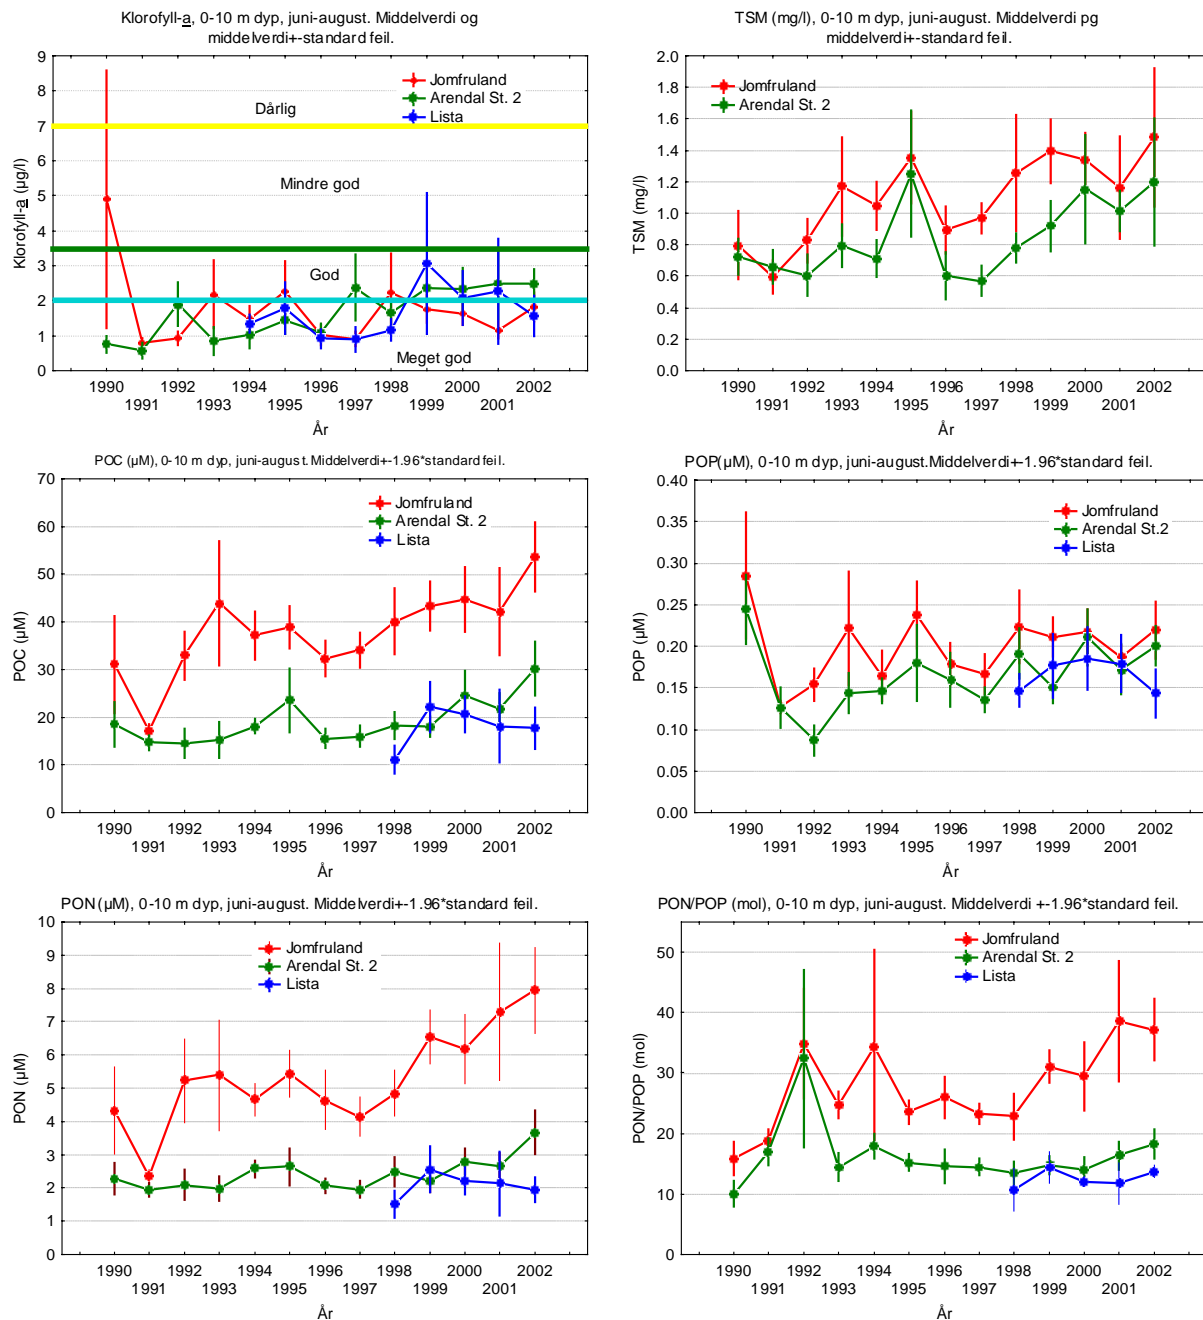 Klorofyll-a, 0-10 m dyp, juni-august. Middelverdi og
middelverdi+-standard feil.
9
8
7
6
5
4
3
2
1
0
Klorofyll-a (µg/l)
Jomfruland
Arendal St. 2
Lista
Dårlig
Mindre god
God
Meget god
1990 1992 1994 1996 1998 2000 2002
1991 1993 1995 1997 1999 2001
År
TSM (mg/l), 0-10 m dyp, juni-august. Middelverdi pg
middelverdi+-standard feil.
2.0
1.8
1.6
1.4
1.2
1.0
0.8
0.6
0.4
0.2
0.0
TSM (mg/l)
Jomfruland
Arendal St. 2
1990 1992 1994 1996 1998 2000 2002
1991 1993 1995 1997 1999 2001
År
POC (µM), 0-10 m dyp, juni-august. Middelverdi+-1.96*standard feil.
70
60
50
40
30
20
10
0
POC (µM)
Jomfruland
Arendal St. 2
Lista
1990 1992 1994 1996 1998 2000 2002
1991 1993 1995 1997 1999 2001
År
POP(µM), 0-10 m dyp, juni-august.Middelverdi+-1.96*standard feil.
0.40
0.35
0.30
0.25
0.20
0.15
0.10
0.05
0.00
POP (µM)
Jomfruland
Arendal St.2
Lista
1990 1992 1994 1996 1998 2000 2002
1991 1993 1995 1997 1999 2001
År
PON (µM), 0-10 m dyp, juni-august. Middelverdi+-1.96*standard feil.
10
9
8
7
6
5
4
3
2
1
0
PON (µM)
Jomfruland
Arendal St. 2
Lista
1990 1992 1994 1996 1998 2000 2002
1991 1993 1995 1997 1999 2001
År
PON/POP (mol), 0-10 m dyp, juni-august. Middelverdi +-1.96*standard feil.
50
40
30
20
10
0
PON/POP (mol)
Jomfruland
Arendal St. 2
Lista
1990 1992 1994 1996 1998 2000 2002
1991 1993 1995 1997 1999 2001
År